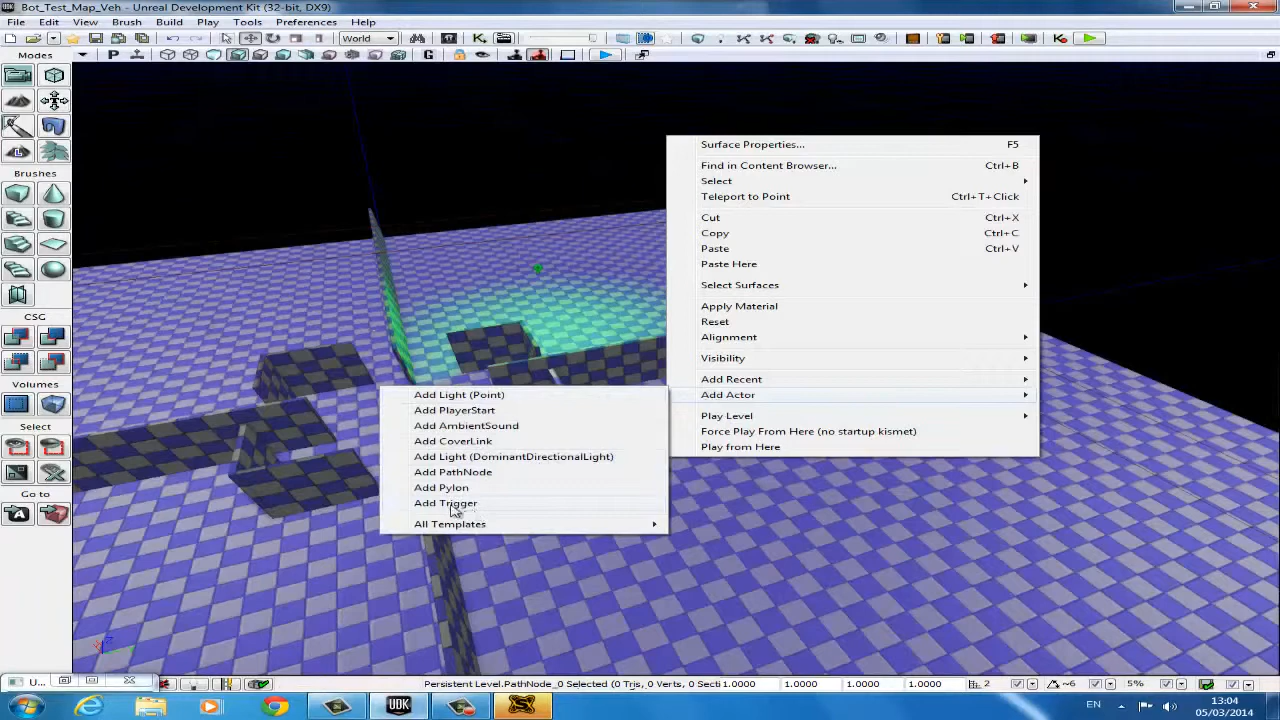 Bot_Test_Map_Veh - Unreal Development Kit (32-bit, DX9)
File Edit View Brush Build Play Tools Preferences Help
World
G
Modes
Brushes
CSG
Volumes
Select
Go to
Surface Properties... F5
Find in Content Browser... Ctrl+B
Select
Teleport to Point Ctrl+T+Click
Cut Ctrl+X
Copy Ctrl+C
Paste Ctrl+V
Paste Here
Select Surfaces
Apply Material
Reset
Alignment
Visibility
Add Recent
Add Actor
Play Level
Force Play From Here (no startup kismet)
Play from Here
Add Light (Point)
Add PlayerStart
Add AmbientSound
Add CoverLink
Add Light (DominantDirectionalLight)
Add PathNode
Add Pylon
Add Trigger
All Templates
U...
Persistent Level.PathNode_0 Selected (0 Tris, 0 Verts, 0 Secti 1.0000 1.0000 1.0000 1.0000 2 ~6 5%
UDK
EN
13:04
05/03/2014